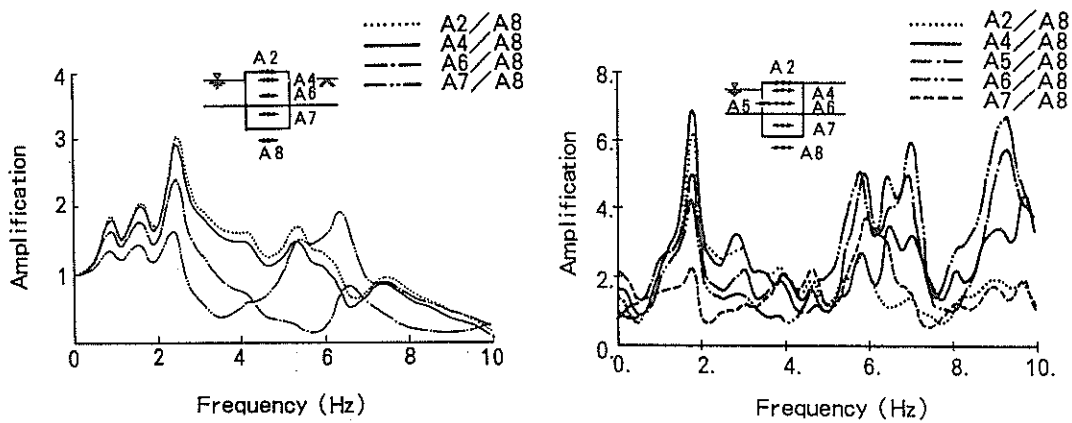 A2/A8
A4/A8
A6/A8
A7/A8
Amplification
4
3
2
1
0
2
4
6
8
10
Frequency (Hz)
A2
A4
A6
A7
A8
A2/A8
A4/A8
A5/A8
A6/A8
A7/A8
Amplification
8.
6.
4.
2.
0.
0.
2.
4.
6.
8.
10.
Frequency (Hz)
A2
A4
A5
A6
A7
A8